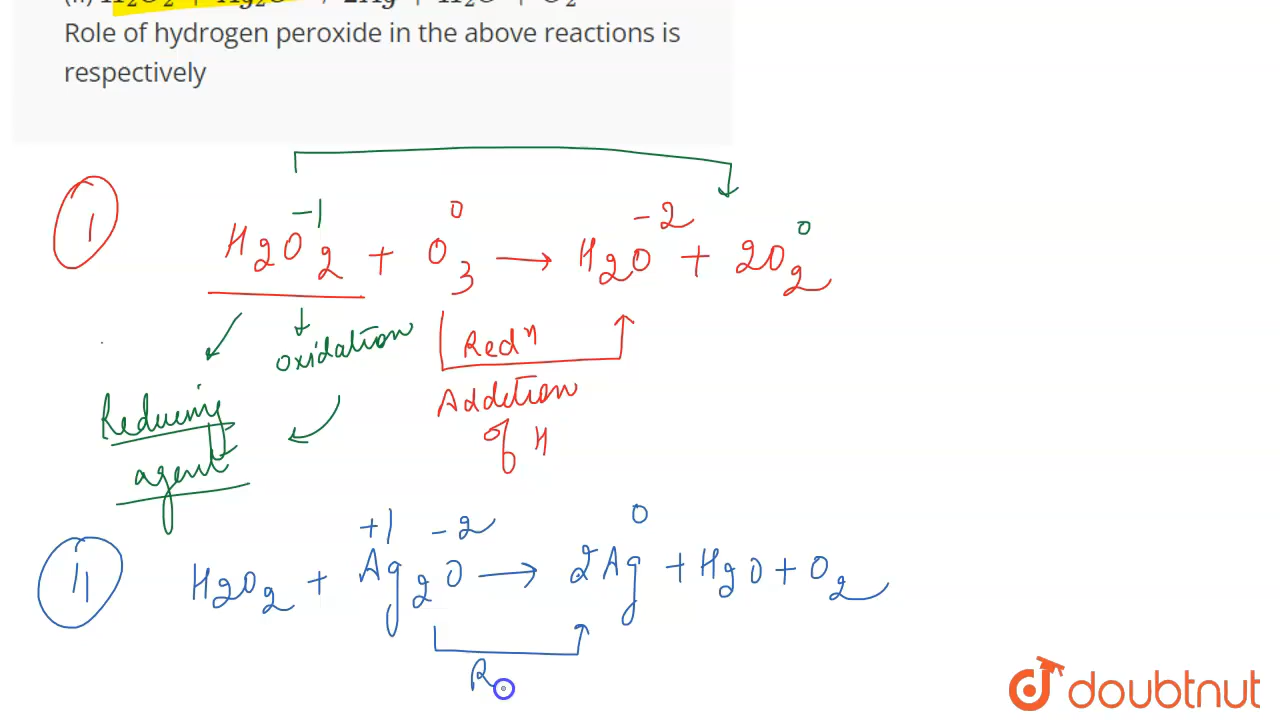 Role of hydrogen peroxide in the above reactions is
respectively
1
-1 0 -2 0
H2O2 + O3 → H2O + 2O2
oxidation
Redn
Reducing
agent
Addition
of H
+1 -2 0
11
H2O2 + Ag2O → 2Ag + H2O + O2
R
doubtnut